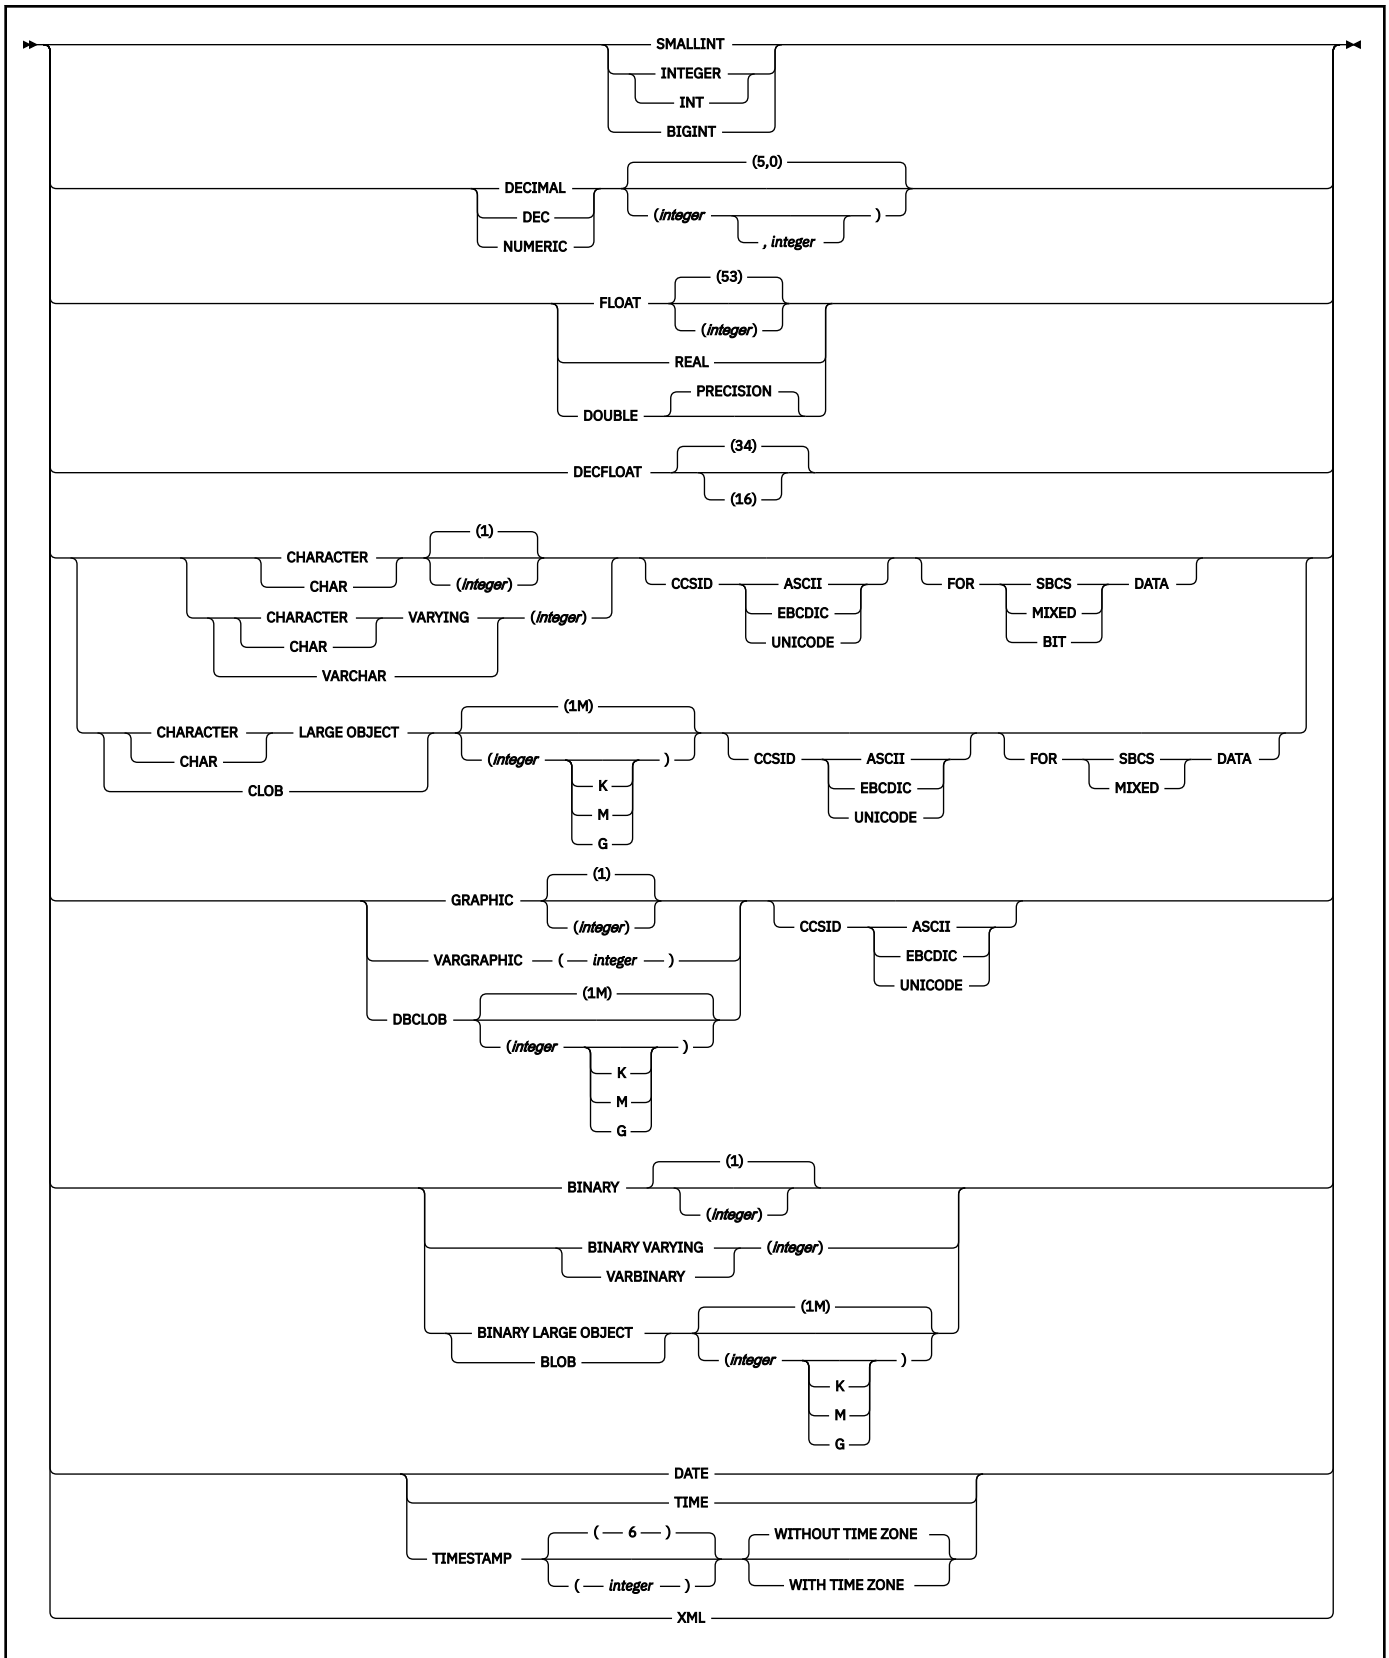 SMALLINT
INTEGER
INT
BIGINT
(5,0)
DECIMAL
DEC (integer )
NUMERIC , integer
(53)
FLOAT
(integer)
REAL
PRECISION
DOUBLE
(34)
DECFLOAT
(16)
(1)
CHARACTER
CHAR (integer) CCSID ASCII FOR SBCS DATA
EBCDIC MIXED
CHARACTER VARYING (integer)
CHAR UNICODE BIT
VARCHAR
(1M)
CHARACTER LARGE OBJECT
CHAR (integer ) CCSID ASCII FOR SBCS DATA
K EBCDIC MIXED
CLOB
M UNICODE
G
(1)
GRAPHIC
(integer) CCSID ASCII
VARGRAPHIC ( integer ) EBCDIC
UNICODE
(1M)
DBCLOB
(integer )
K
M
G
(1)
BINARY
(integer)
BINARY VARYING (integer)
VARBINARY
(1M)
BINARY LARGE OBJECT
BLOB (integer )
K
M
G
DATE
TIME
( 6 ) WITHOUT TIME ZONE
TIMESTAMP
( integer ) WITH TIME ZONE
XML